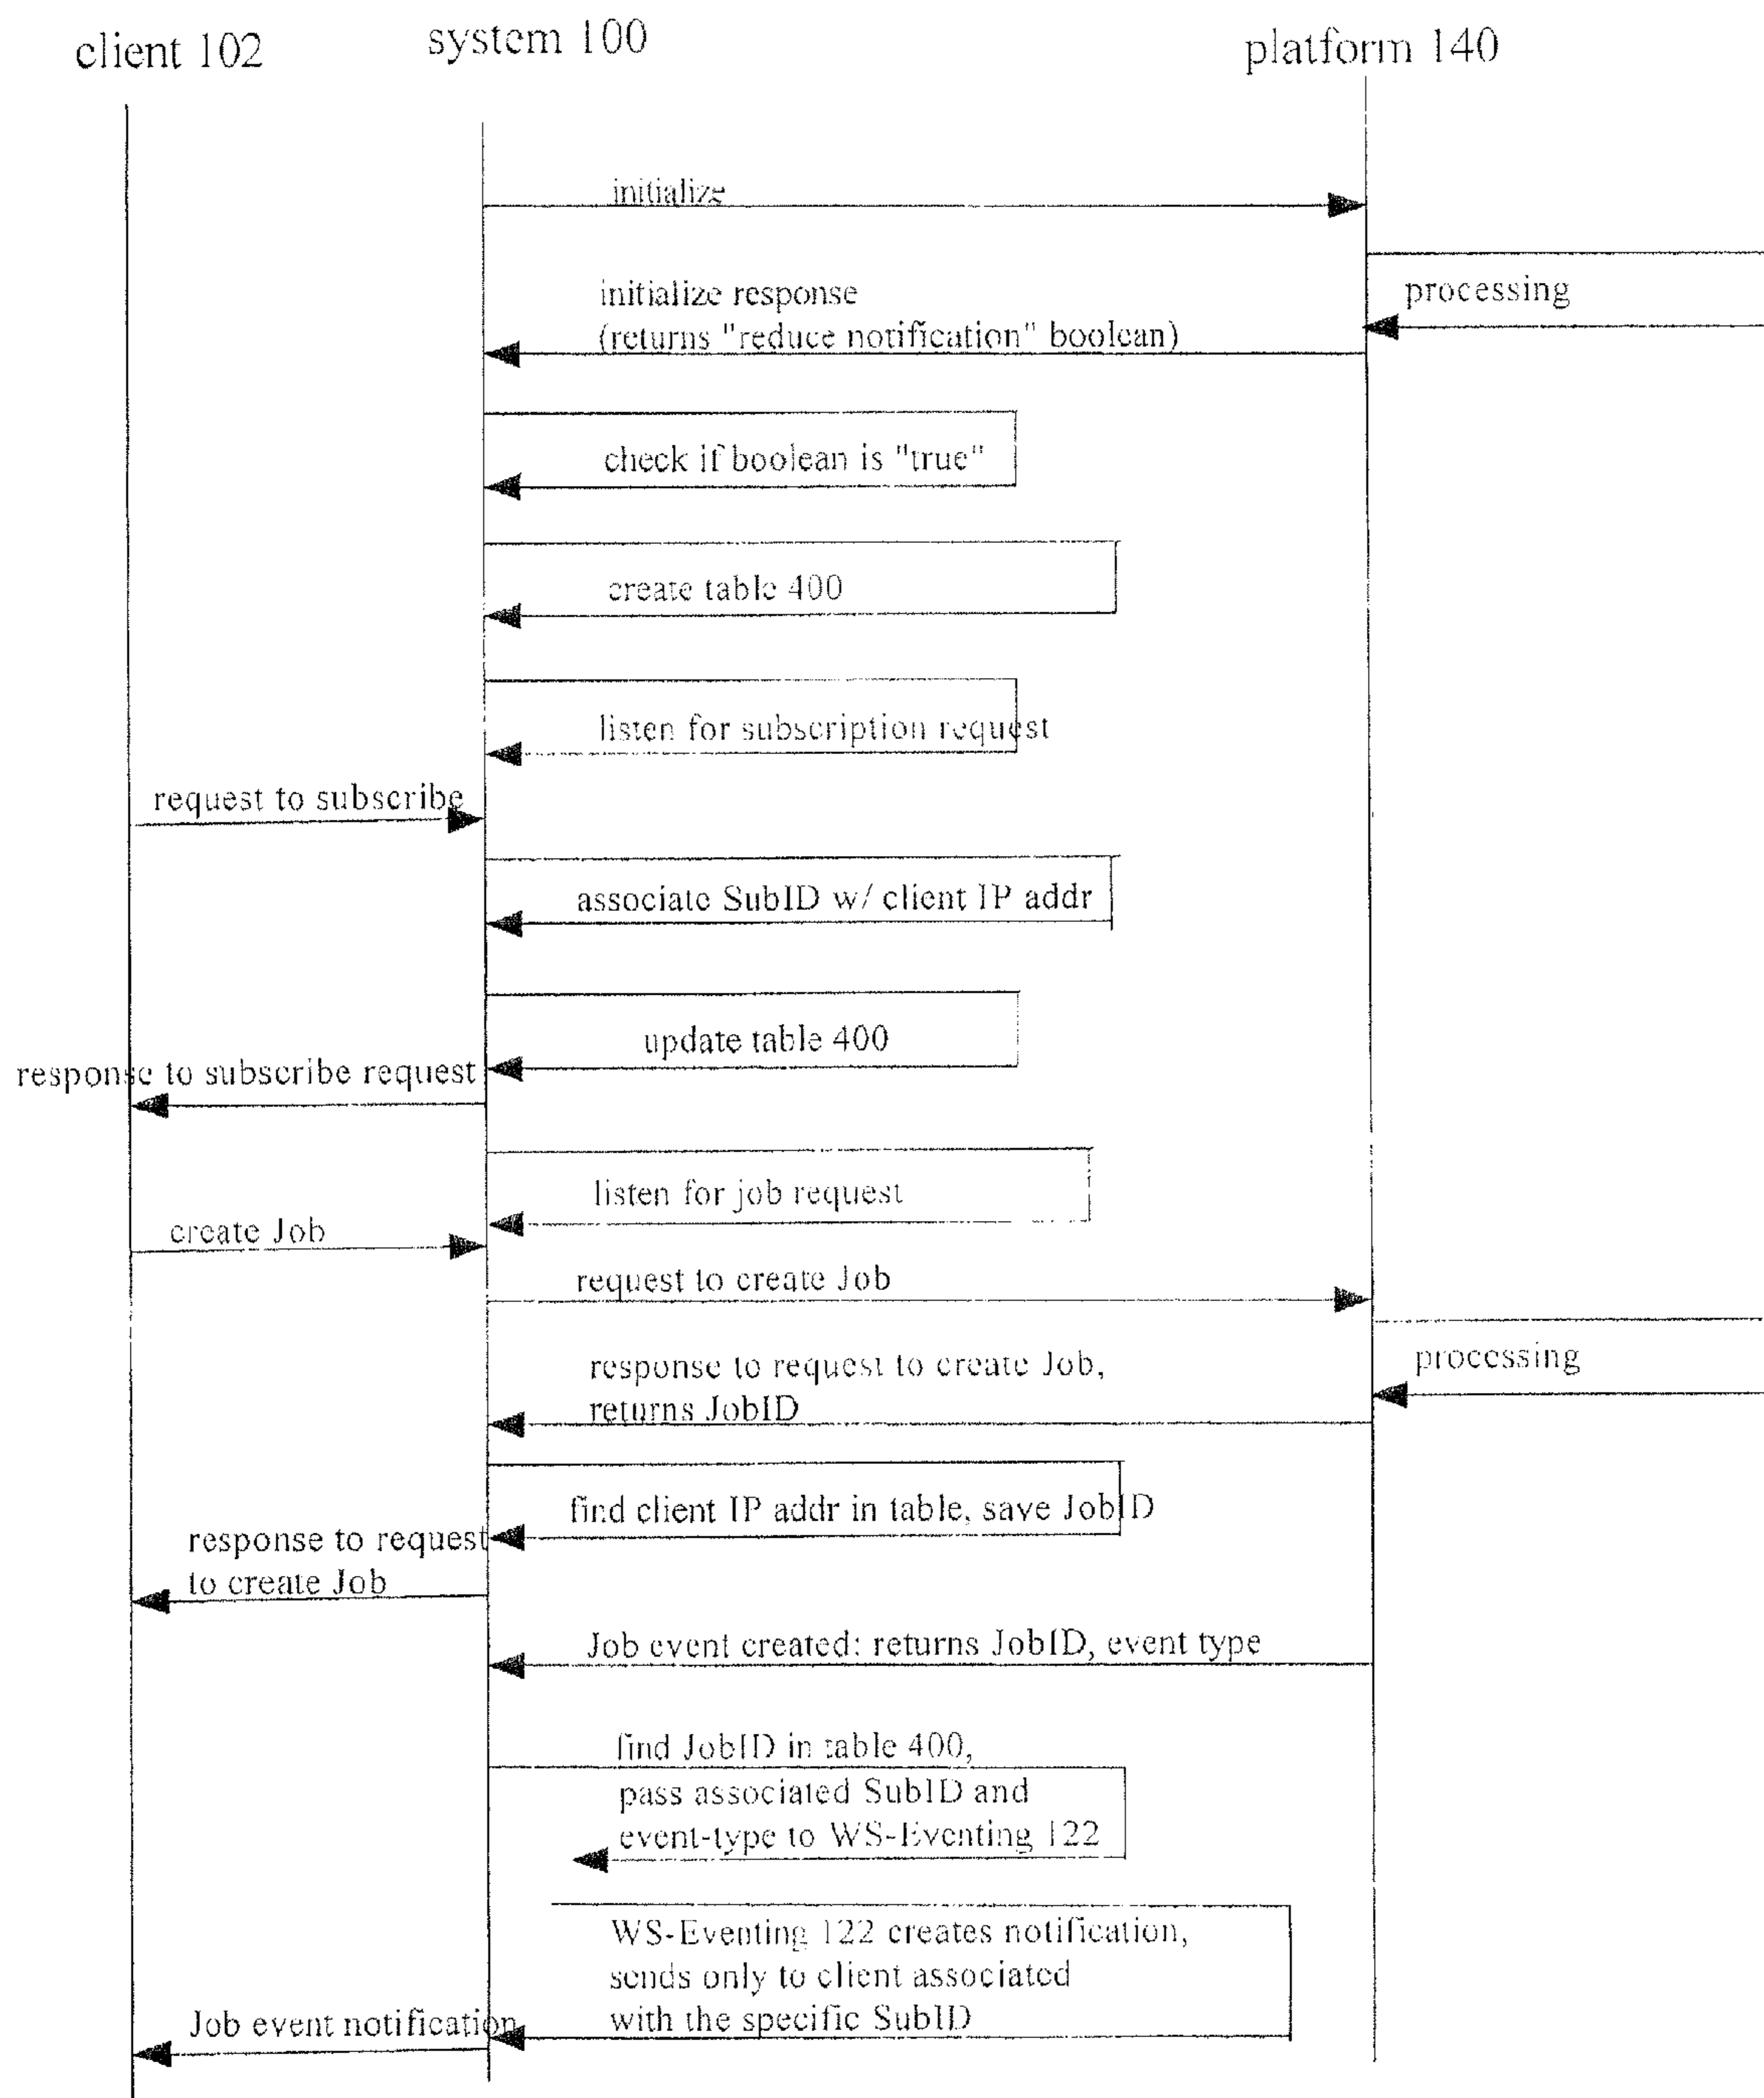 client 102
system 100
platform 140
initialize
processing
initialize response
(returns "reduce notification" boolean)
check if boolean is "true"
create table 400
listen for subscription request
request to subscribe
associate SubID w/ client IP addr
update table 400
response to subscribe request
listen for job request
create Job
request to create Job
processing
response to request to create Job,
returns JobID
find client IP addr in table, save JobID
response to request
to create Job
Job event created: returns JobID, event type
find JobID in table 400,
pass associated SubID and
event-type to WS-Eventing 122
WS-Eventing 122 creates notification,
sends only to client associated
with the specific SubID
Job event notification